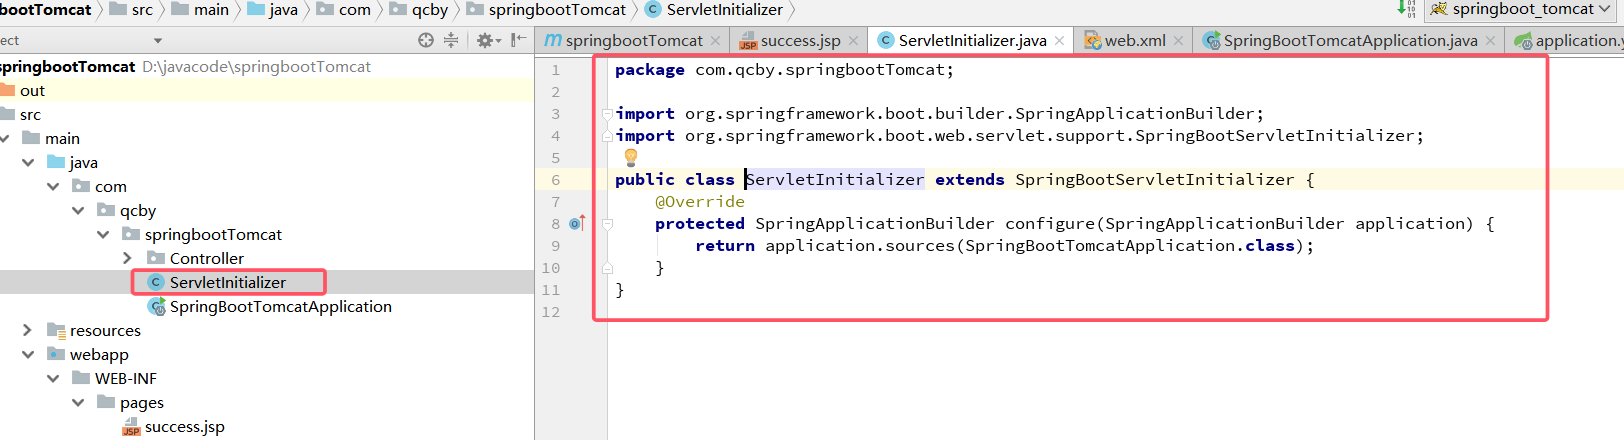 bootTomcat src main java com qcby springbootTomcat ServletInitializer springboot_tomcat
ect
springbootTomcat success.jsp ServletInitializer.java web.xml SpringBootTomcatApplication.java application.y
springbootTomcat D:\javacode\springbootTomcat
out
src
main
java
com
qcby
springbootTomcat
Controller
ServletInitializer
SpringBootTomcatApplication
resources
webapp
WEB-INF
pages
success.jsp
1 package com.qcby.springbootTomcat;
2
3 import org.springframework.boot.builder.SpringApplicationBuilder;
4 import org.springframework.boot.web.servlet.support.SpringBootServletInitializer;
5
6 public class ServletInitializer extends SpringBootServletInitializer {
7 @Override
8 protected SpringApplicationBuilder configure(SpringApplicationBuilder application) {
9 return application.sources(SpringBootTomcatApplication.class);
10 }
11 }
12